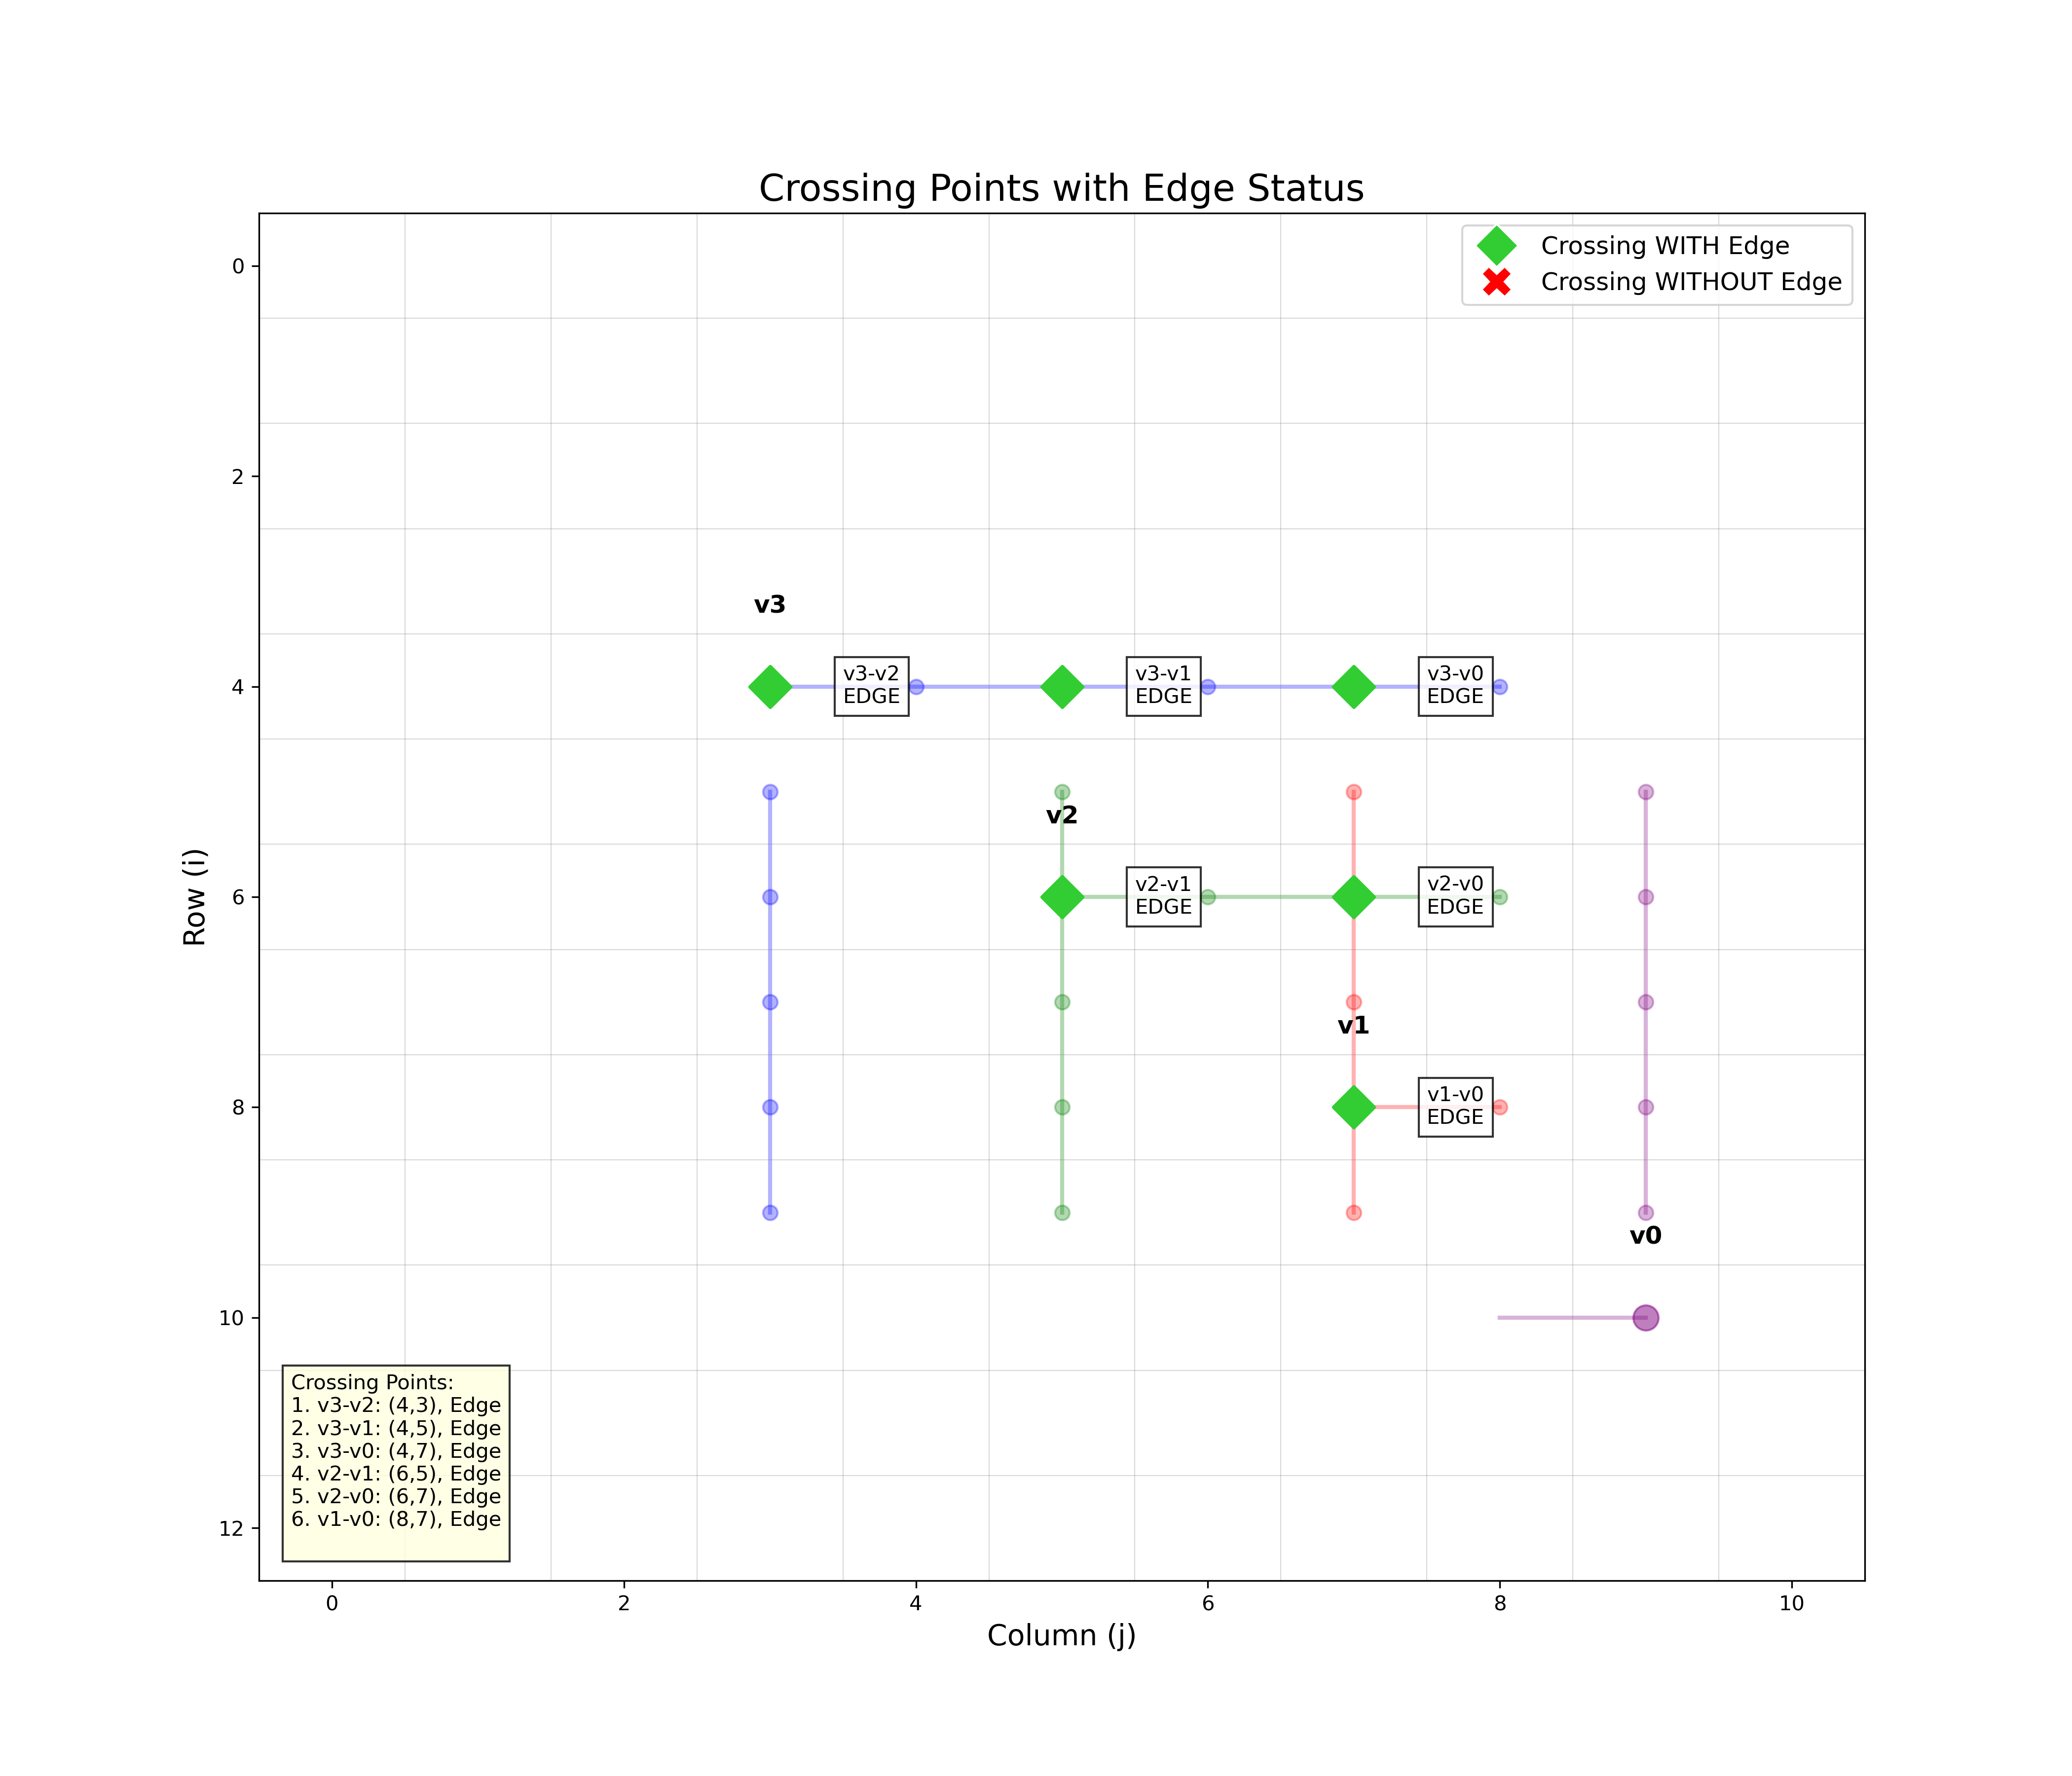 Crossing Points with Edge Status
Crossing WITH Edge
Crossing WITHOUT Edge
0
2
4
6
8
10
12
Row (i)
v3
v3-v2
EDGE
v3-v1
EDGE
v3-v0
EDGE
v2
v2-v1
EDGE
v2-v0
EDGE
v1
v1-v0
EDGE
v0
Crossing Points:
1. v3-v2: (4,3), Edge
2. v3-v1: (4,5), Edge
3. v3-v0: (4,7), Edge
4. v2-v1: (6,5), Edge
5. v2-v0: (6,7), Edge
6. v1-v0: (8,7), Edge
0 2 4 6 8 10
Column (j)